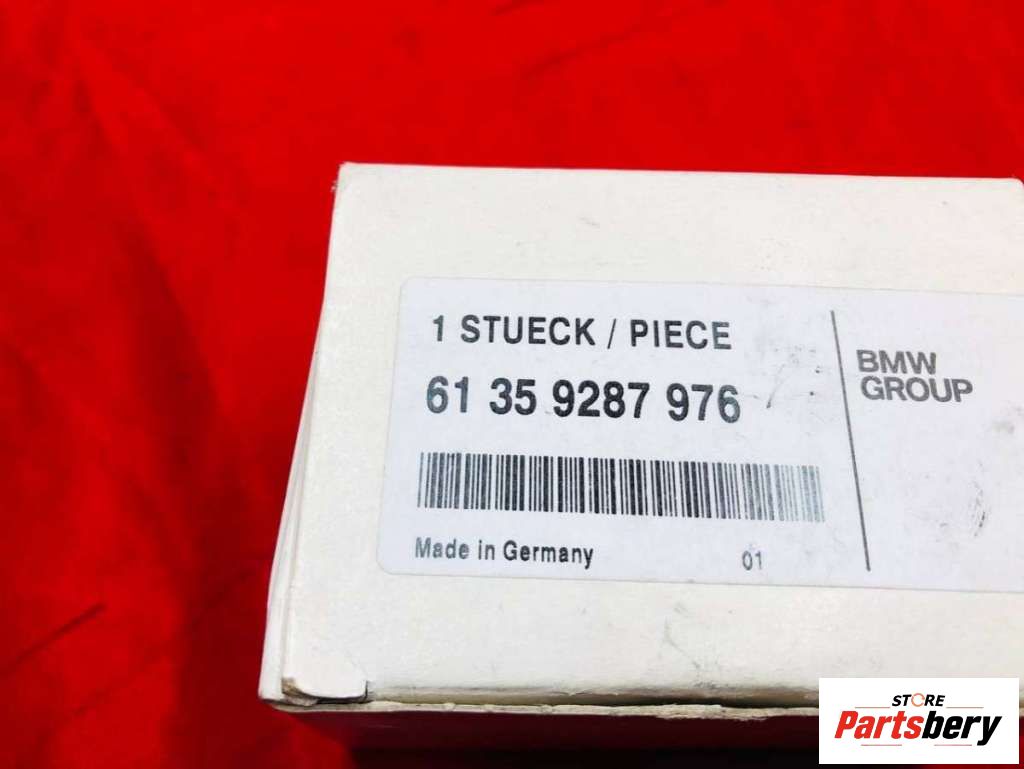 1 STUECK / PIECE
61 35 9287 976
Made in Germany 01
BMW
GROUP
STORE
Partsbery